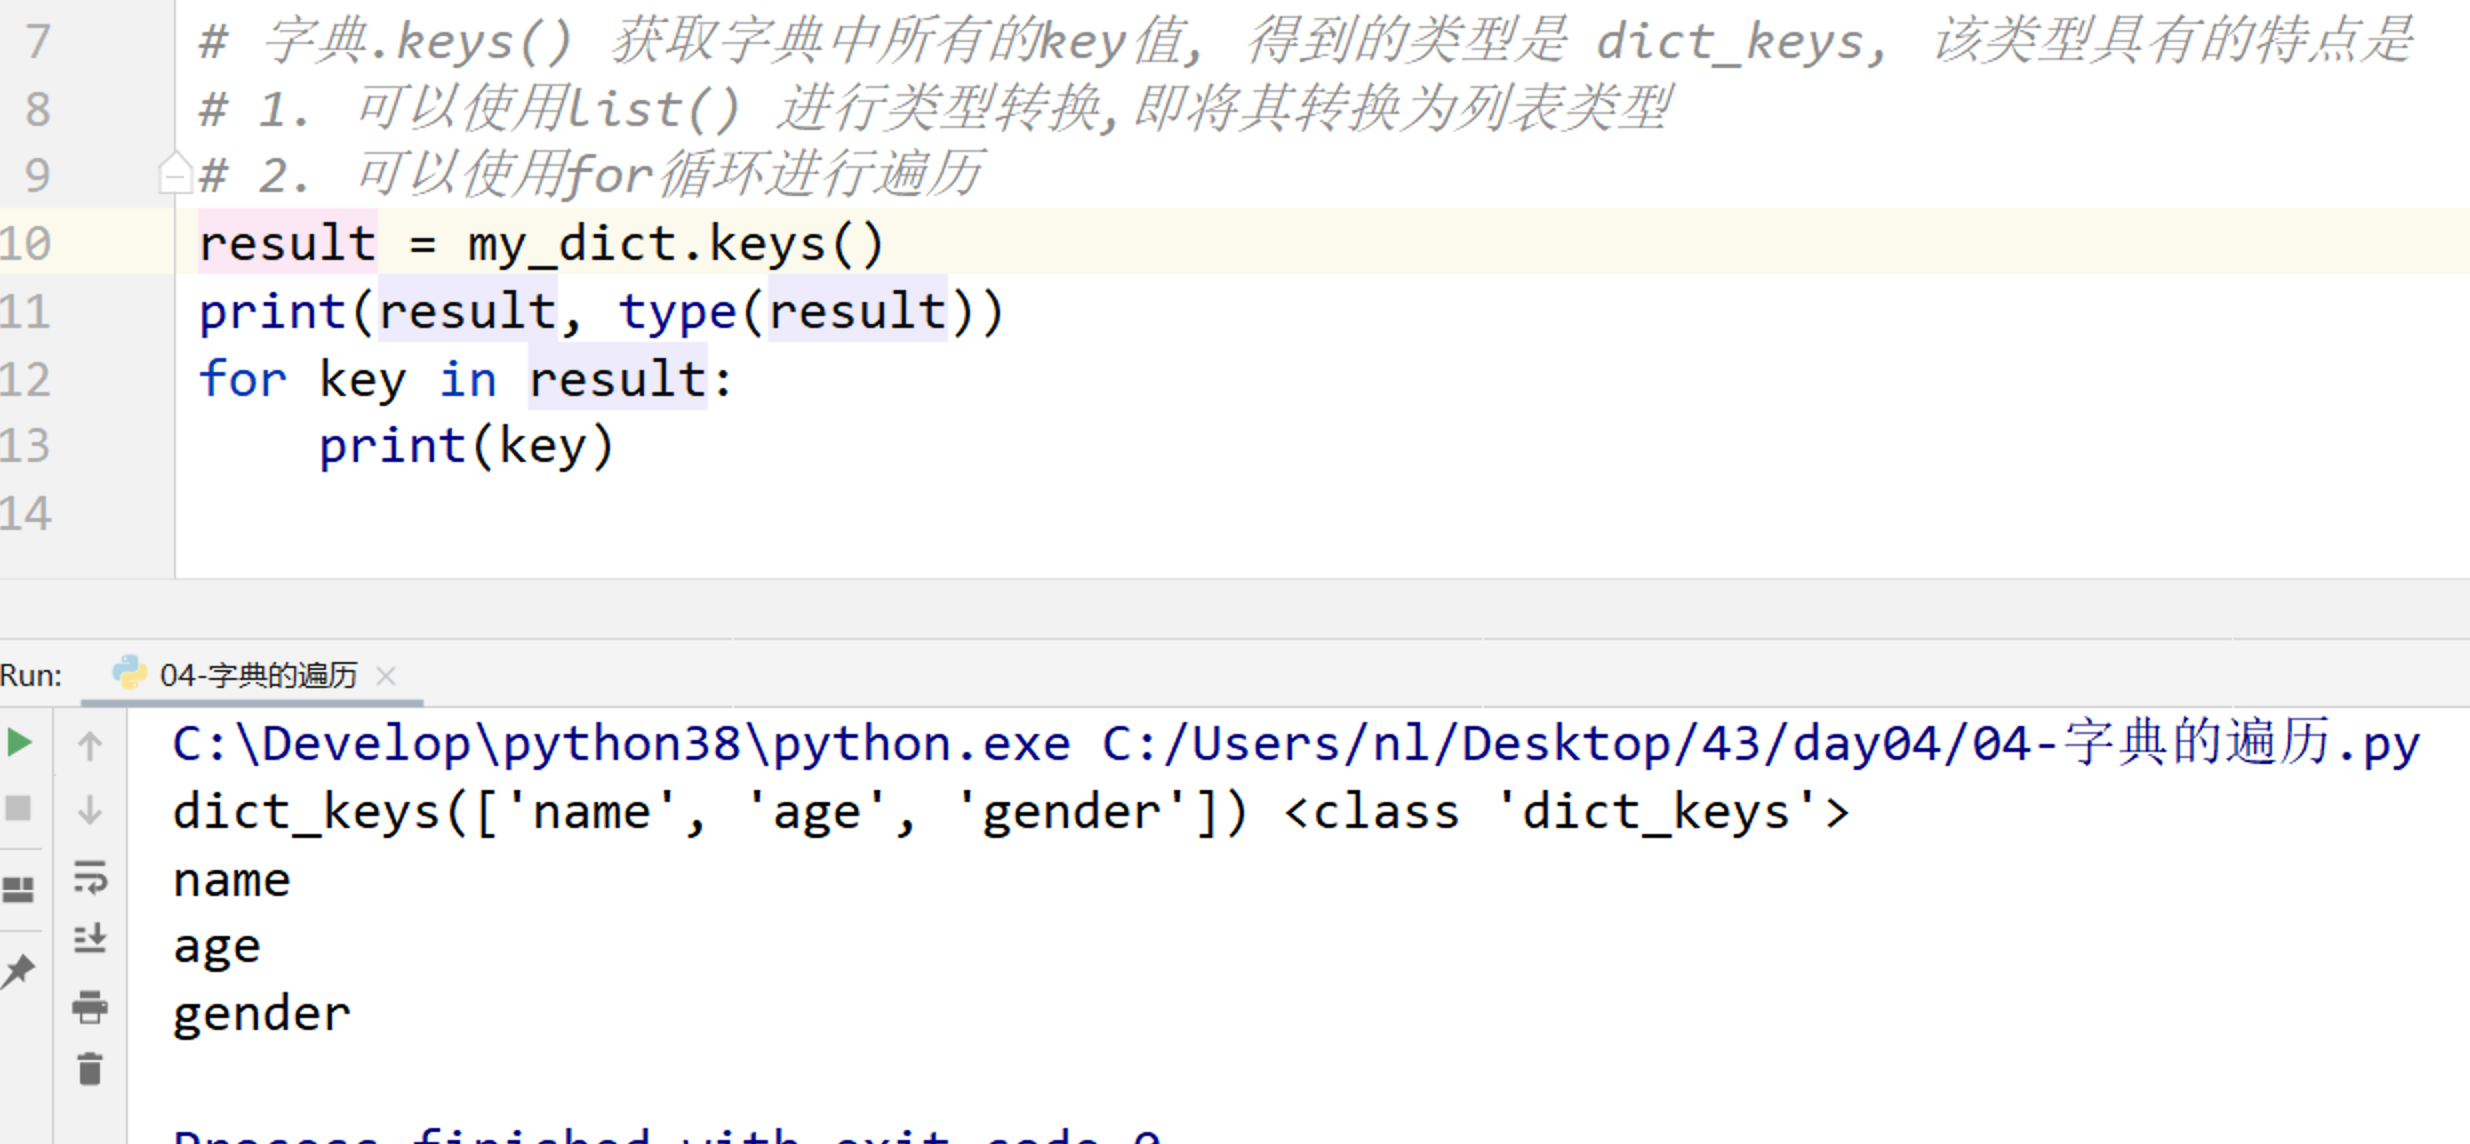 7 # 字典.keys() 获取字典中所有的key值, 得到的类型是 dict_keys, 该类型具有的特点是
8 # 1. 可以使用list() 进行类型转换,即将其转换为列表类型
9 # 2. 可以使用for循环进行遍历
10 result = my_dict.keys()
11 print(result, type(result))
12 for key in result:
13     print(key)
14
Run: 04-字典的遍历
C:\Develop\python38\python.exe C:/Users/nl/Desktop/43/day04/04-字典的遍历.py
dict_keys(['name', 'age', 'gender']) <class 'dict_keys'>
name
age
gender
Process finished with exit code 0